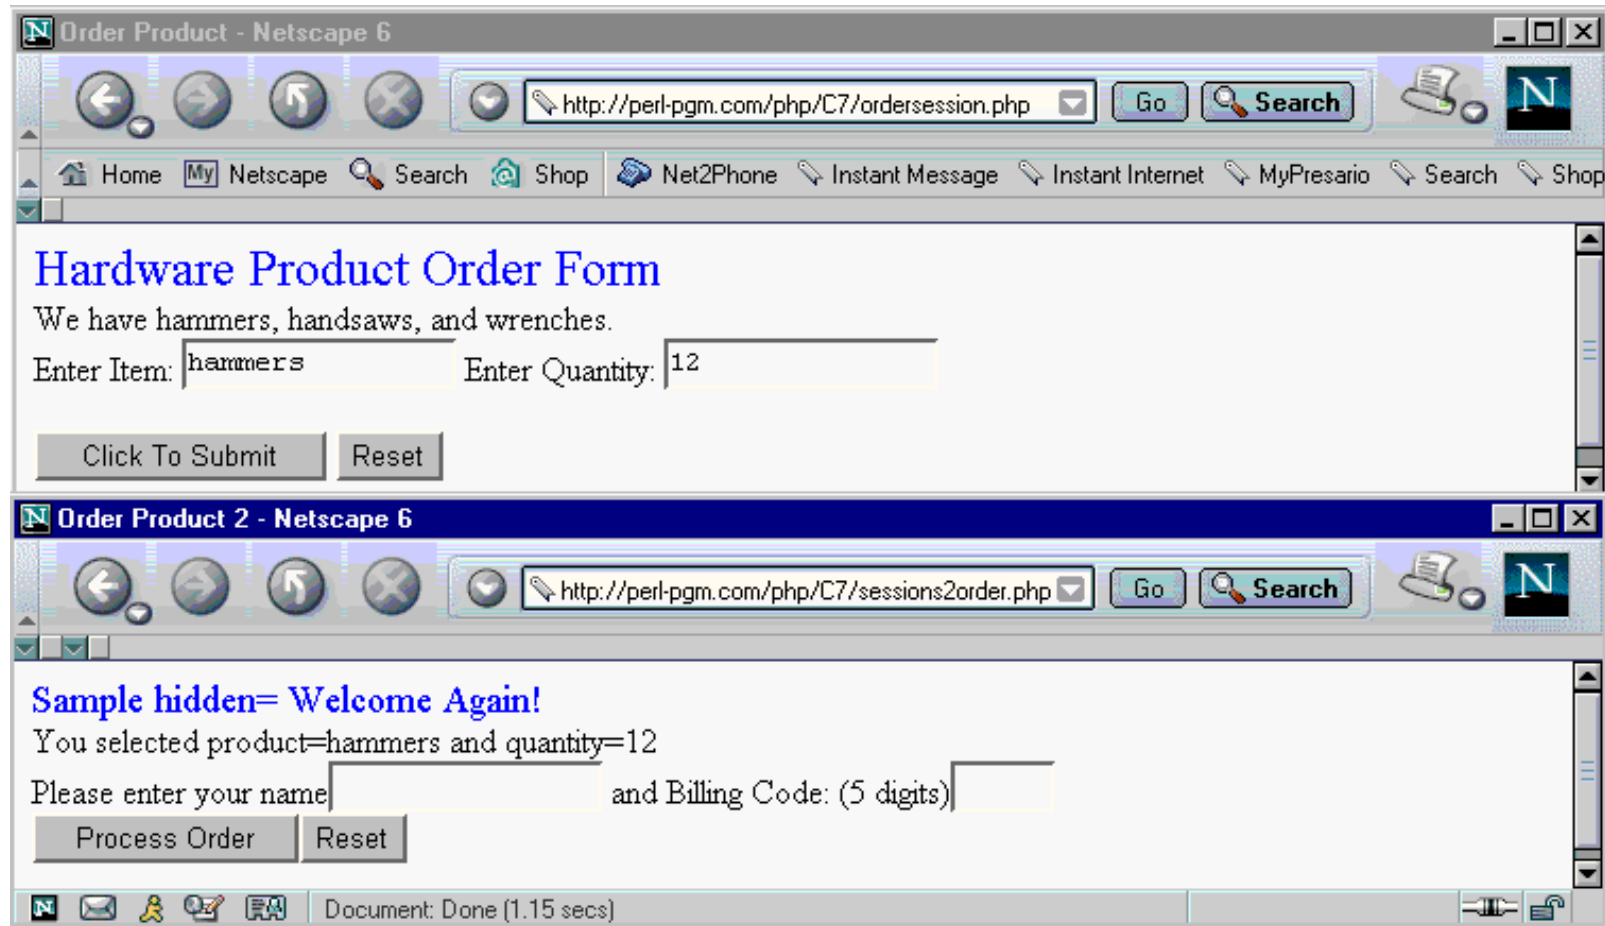 N Order Product - Netscape 6
http://perl-pgm.com/php/C7/ordersession.php Go Search N
Home My Netscape Search Shop Net2Phone Instant Message Instant Internet MyPresario Search Shop
Hardware Product Order Form
We have hammers, handsaws, and wrenches.
Enter Item: hammers Enter Quantity: 12
Click To Submit Reset
N Order Product 2 - Netscape 6
http://perl-pgm.com/php/C7/sessions2order.php Go Search N
Sample hidden= Welcome Again!
You selected product=hammers and quantity=12
Please enter your name and Billing Code: (5 digits)
Process Order Reset
N Document: Done (1.15 secs)